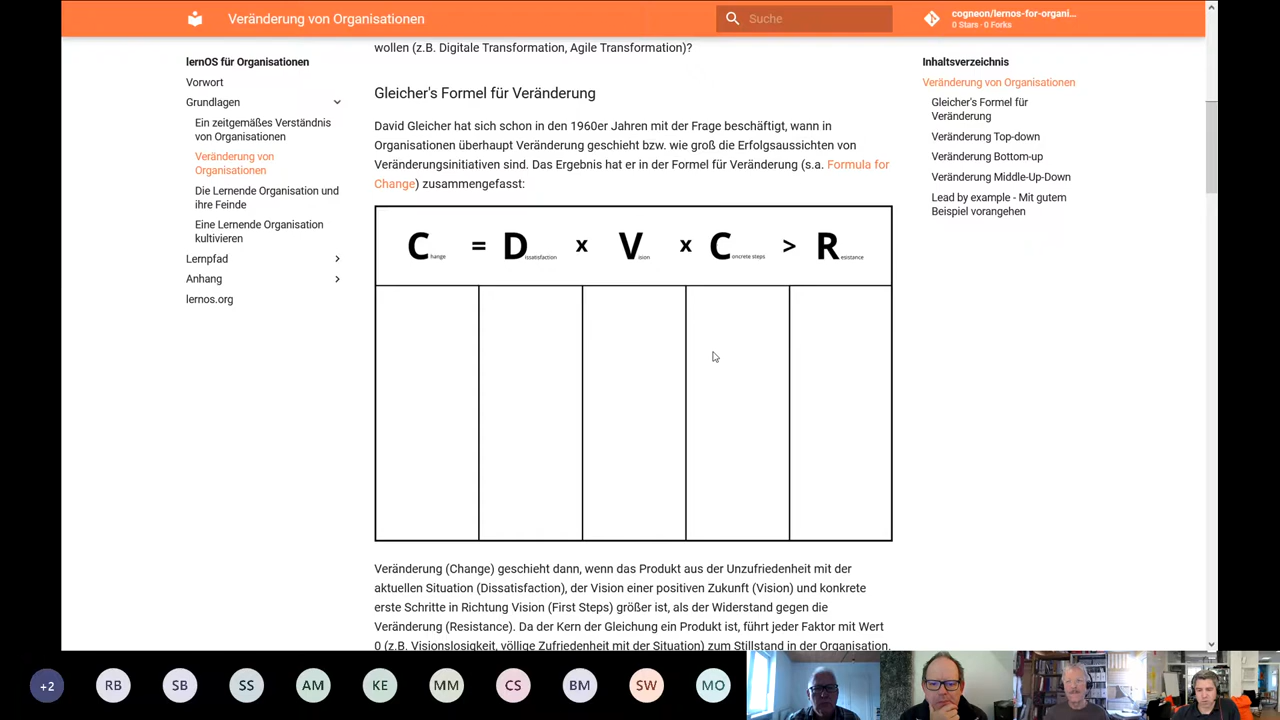 Veränderung von Organisationen
Suche
cogneon/lernos-for-organi...
0 Stars · 0 Forks
lernOS für Organisationen
Vorwort
Grundlagen
Ein zeitgemäßes Verständnis
von Organisationen
Veränderung von
Organisationen
Die Lernende Organisation und
ihre Feinde
Eine Lernende Organisation
kultivieren
Lernpfad
Anhang
lernos.org
wollen (z.B. Digitale Transformation, Agile Transformation)?
Gleicher's Formel für Veränderung
David Gleicher hat sich schon in den 1960er Jahren mit der Frage beschäftigt, wann in
Organisationen überhaupt Veränderung geschieht bzw. wie groß die Erfolgsaussichten von
Veränderungsinitiativen sind. Das Ergebnis hat er in der Formel für Veränderung (s.a. Formula for
Change) zusammengefasst:
Change = Dissatisfaction x Vision x Concrete steps > Resistance
Veränderung (Change) geschieht dann, wenn das Produkt aus der Unzufriedenheit mit der
aktuellen Situation (Dissatisfaction), der Vision einer positiven Zukunft (Vision) und konkrete
erste Schritte in Richtung Vision (First Steps) größer ist, als der Widerstand gegen die
Veränderung (Resistance). Da der Kern der Gleichung ein Produkt ist, führt jeder Faktor mit Wert
0 (z.B. Visionslosigkeit, völlige Zufriedenheit mit der Situation) zum Stillstand in der Organisation.
Inhaltsverzeichnis
Veränderung von Organisationen
Gleicher's Formel für
Veränderung
Veränderung Top-down
Veränderung Bottom-up
Veränderung Middle-Up-Down
Lead by example - Mit gutem
Beispiel vorangehen
+2 RB SB SS AM KE MM CS BM SW MO